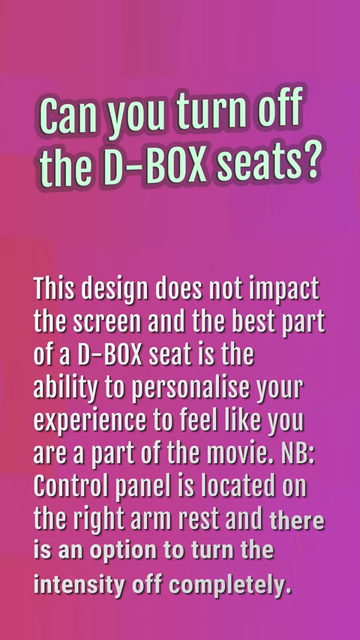 Can you turn off
the D-BOX seats?
This design does not impact
the screen and the best part
of a D-BOX seat is the
ability to personalise your
experience to feel like you
are a part of the movie. NB:
Control panel is located on
the right arm rest and there
is an option to turn the
intensity off completely.